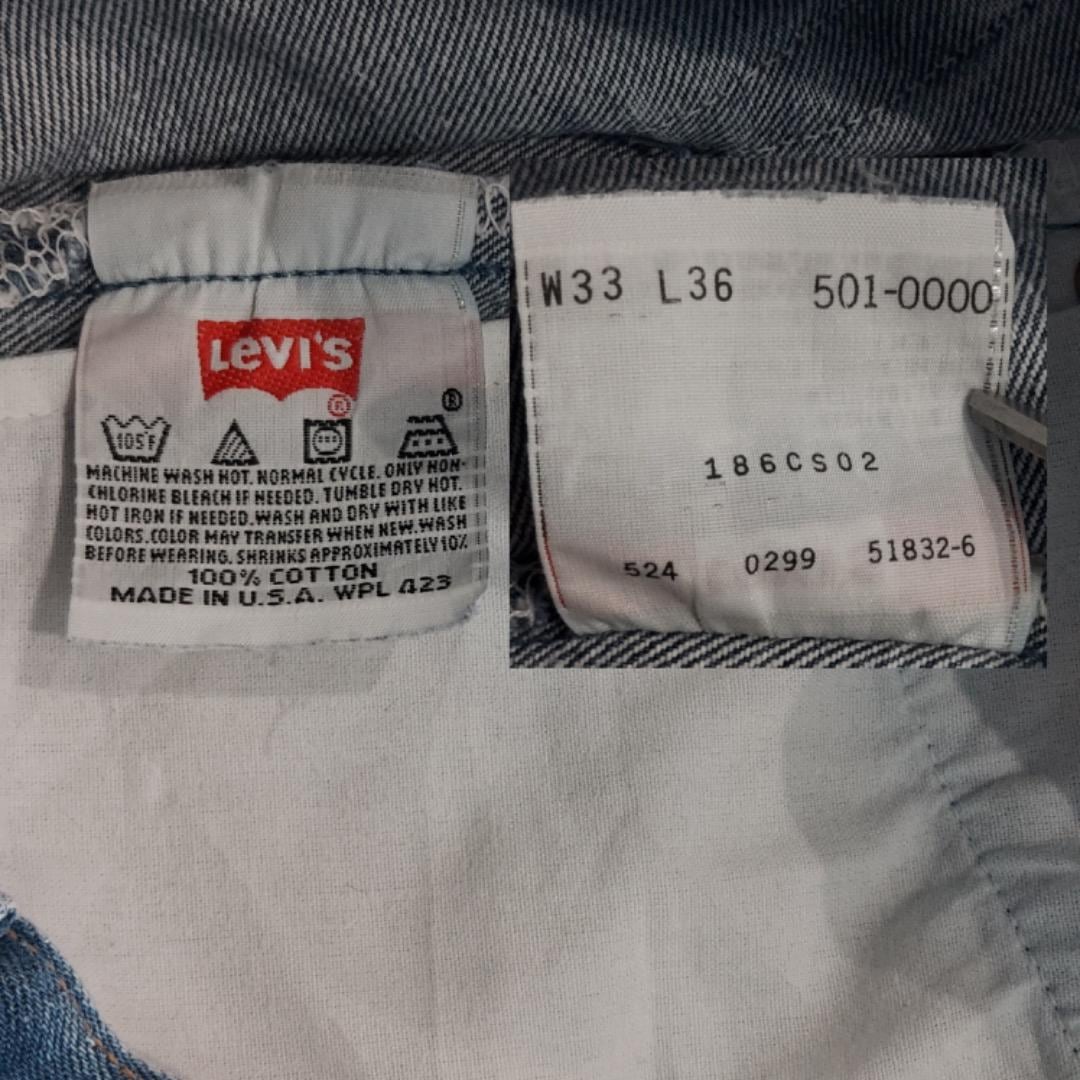 LEVI'S
®
®
105°F
MACHINE WASH HOT. NORMAL CYCLE. ONLY NON-
CHLORINE BLEACH IF NEEDED. TUMBLE DRY HOT.
HOT IRON IF NEEDED. WASH AND DRY WITH LIKE
COLORS. COLOR MAY TRANSFER WHEN NEW. WASH
BEFORE WEARING. SHRINKS APPROXIMATELY 10%
100% COTTON
MADE IN U.S.A. WPL 423
W33 L36 501-0000
186CS02
524 0299 51832-6